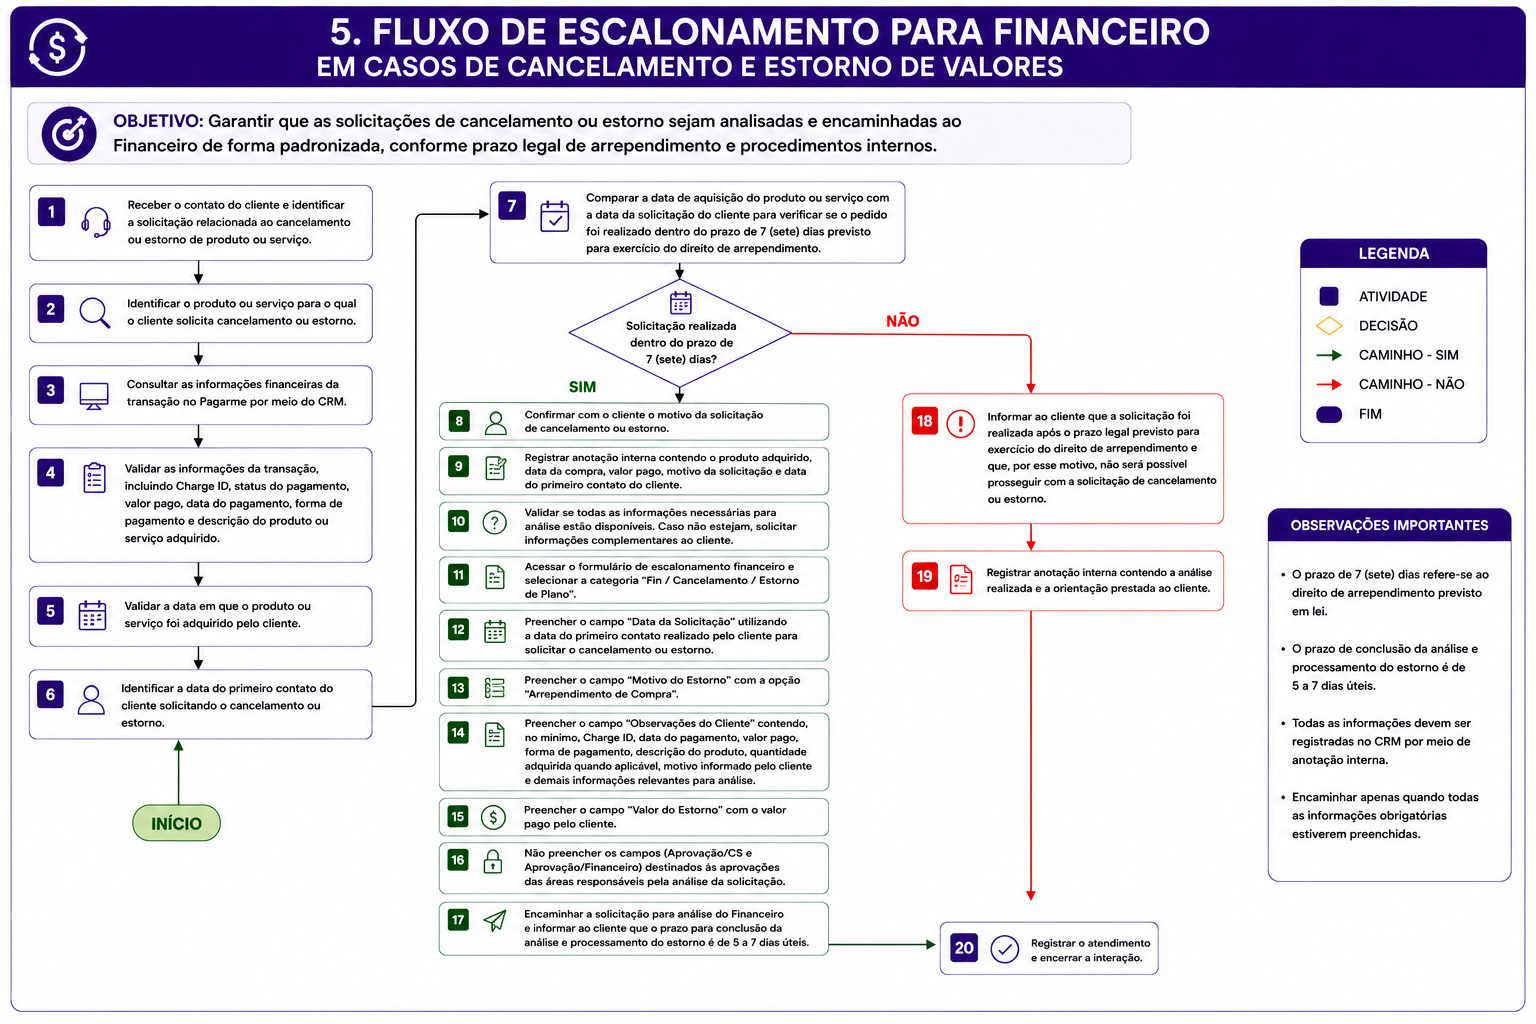 5. FLUXO DE ESCALONAMENTO PARA FINANCEIRO
EM CASOS DE CANCELAMENTO E ESTORNO DE VALORES
OBJETIVO: Garantir que as solicitações de cancelamento ou estorno sejam analisadas e encaminhadas ao
Financeiro de forma padronizada, conforme prazo legal de arrependimento e procedimentos internos.
1
Receber o contato do cliente e identificar
a solicitação relacionada ao cancelamento
ou estorno de produto ou serviço.
2
Identificar o produto ou serviço para o qual
o cliente solicita cancelamento ou estorno.
3
Consultar as informações financeiras da
transação no Pagarme por meio do CRM.
4
Validar as informações da transação,
incluindo Charge ID, status do pagamento,
valor pago, data do pagamento, forma de
pagamento e descrição do produto ou
serviço adquirido.
5
Validar a data em que o produto ou
serviço foi adquirido pelo cliente.
6
Identificar a data do primeiro contato do
cliente solicitando o cancelamento ou
estorno.
INÍCIO
7
Comparar a data de aquisição do produto ou serviço com
a data da solicitação do cliente para verificar se o pedido
foi realizado dentro do prazo de 7 (sete) dias previsto
para exercício do direito de arrependimento.
Solicitação realizada
dentro do prazo de
7 (sete) dias?
SIM
NÃO
8
Confirmar com o cliente o motivo da solicitação
de cancelamento ou estorno.
9
Registrar anotação interna contendo o produto adquirido,
data da compra, valor pago, motivo da solicitação e data
do primeiro contato do cliente.
10
Validar se todas as informações necessárias para
análise estão disponíveis. Caso não estejam, solicitar
informações complementares ao cliente.
11
Acessar o formulário de escalonamento financeiro e
selecionar a categoria "Fin / Cancelamento / Estorno
de Plano".
12
Preencher o campo "Data da Solicitação" utilizando
a data do primeiro contato realizado pelo cliente para
solicitar o cancelamento ou estorno.
13
Preencher o campo "Motivo do Estorno" com a opção
"Arrependimento de Compra".
14
Preencher o campo "Observações do Cliente" contendo,
no mínimo, Charge ID, data do pagamento, valor pago,
forma de pagamento, descrição do produto, quantidade
adquirida quando aplicável, motivo informado pelo cliente
e demais informações relevantes para análise.
15
Preencher o campo "Valor do Estorno" com o valor
pago pelo cliente.
16
Não preencher os campos (Aprovação/CS e
Aprovação/Financeiro) destinados às aprovações
das áreas responsáveis pela análise da solicitação.
17
Encaminhar a solicitação para análise do Financeiro
e informar ao cliente que o prazo para conclusão da
análise e processamento do estorno é de 5 a 7 dias úteis.
18
Informar ao cliente que a solicitação foi
realizada após o prazo legal previsto para
exercício do direito de arrependimento e
que, por esse motivo, não será possível
prosseguir com a solicitação de cancelamento
ou estorno.
19
Registrar anotação interna contendo a análise
realizada e a orientação prestada ao cliente.
20
Registrar o atendimento
e encerrar a interação.
LEGENDA
ATIVIDADE
DECISÃO
CAMINHO - SIM
CAMINHO - NÃO
FIM
OBSERVAÇÕES IMPORTANTES
• O prazo de 7 (sete) dias refere-se ao
direito de arrependimento previsto
em lei.
• O prazo de conclusão da análise e
processamento do estorno é de
5 a 7 dias úteis.
• Todas as informações devem ser
registradas no CRM por meio de
anotação interna.
• Encaminhar apenas quando todas
as informações obrigatórias
estiverem preenchidas.